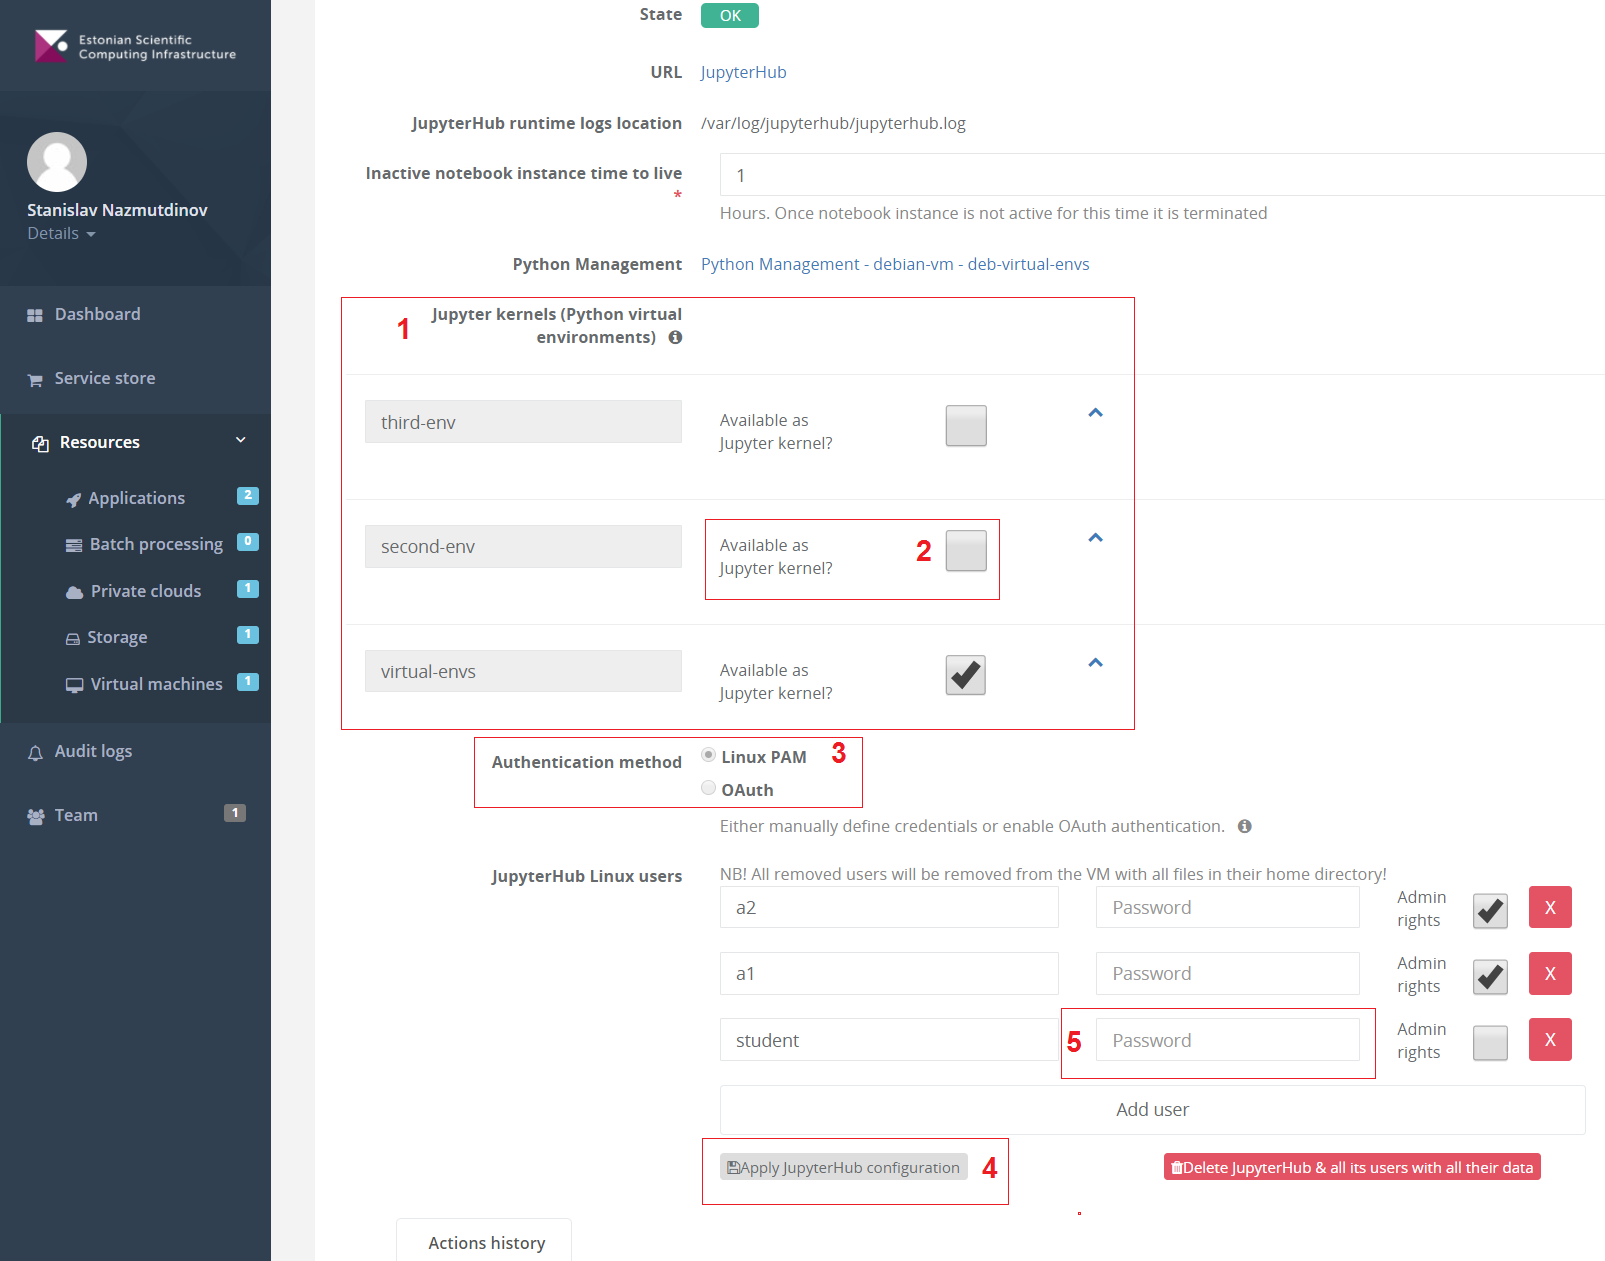 Estonian Scientific
Computing Infrastructure
Stanislav Nazmutdinov
Details
Dashboard
Service store
Resources
Applications 2
Batch processing 0
Private clouds 1
Storage 1
Virtual machines 1
Audit logs
Team 1
State OK
URL JupyterHub
JupyterHub runtime logs location /var/log/jupyterhub/jupyterhub.log
Inactive notebook instance time to live
*
1
Hours. Once notebook instance is not active for this time it is terminated
Python Management Python Management - debian-vm - deb-virtual-envs
1 Jupyter kernels (Python virtual
environments)
third-env
Available as
Jupyter kernel?
second-env
Available as
Jupyter kernel?
2
virtual-envs
Available as
Jupyter kernel?
Authentication method
Linux PAM 3
OAuth
Either manually define credentials or enable OAuth authentication.
JupyterHub Linux users
NB! All removed users will be removed from the VM with all files in their home directory!
a2 Password
Admin
rights
X
a1 Password
Admin
rights
X
student 5 Password
Admin
rights
X
Add user
Apply JupyterHub configuration 4
Delete JupyterHub & all its users with all their data
Actions history